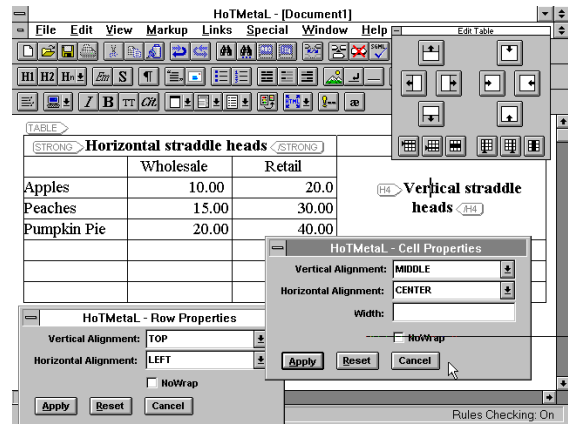 HoTMetaL - [Document1]
File Edit View Markup Links Special Window Help
Edit Table
H1 H2 Hn Em S ¶
I B TT Cit. æ
TABLE
STRONG Horizontal straddle heads /STRONG
Wholesale Retail
Apples 10.00 20.0
Peaches 15.00 30.00
Pumpkin Pie 20.00 40.00
H4 Vertical straddle
heads /H4
HoTMetaL - Cell Properties
Vertical Alignment: MIDDLE
Horizontal Alignment: CENTER
Width:
NoWrap
Apply Reset Cancel
HoTMetaL - Row Properties
Vertical Alignment: TOP
Horizontal Alignment: LEFT
NoWrap
Apply Reset Cancel
Rules Checking: On